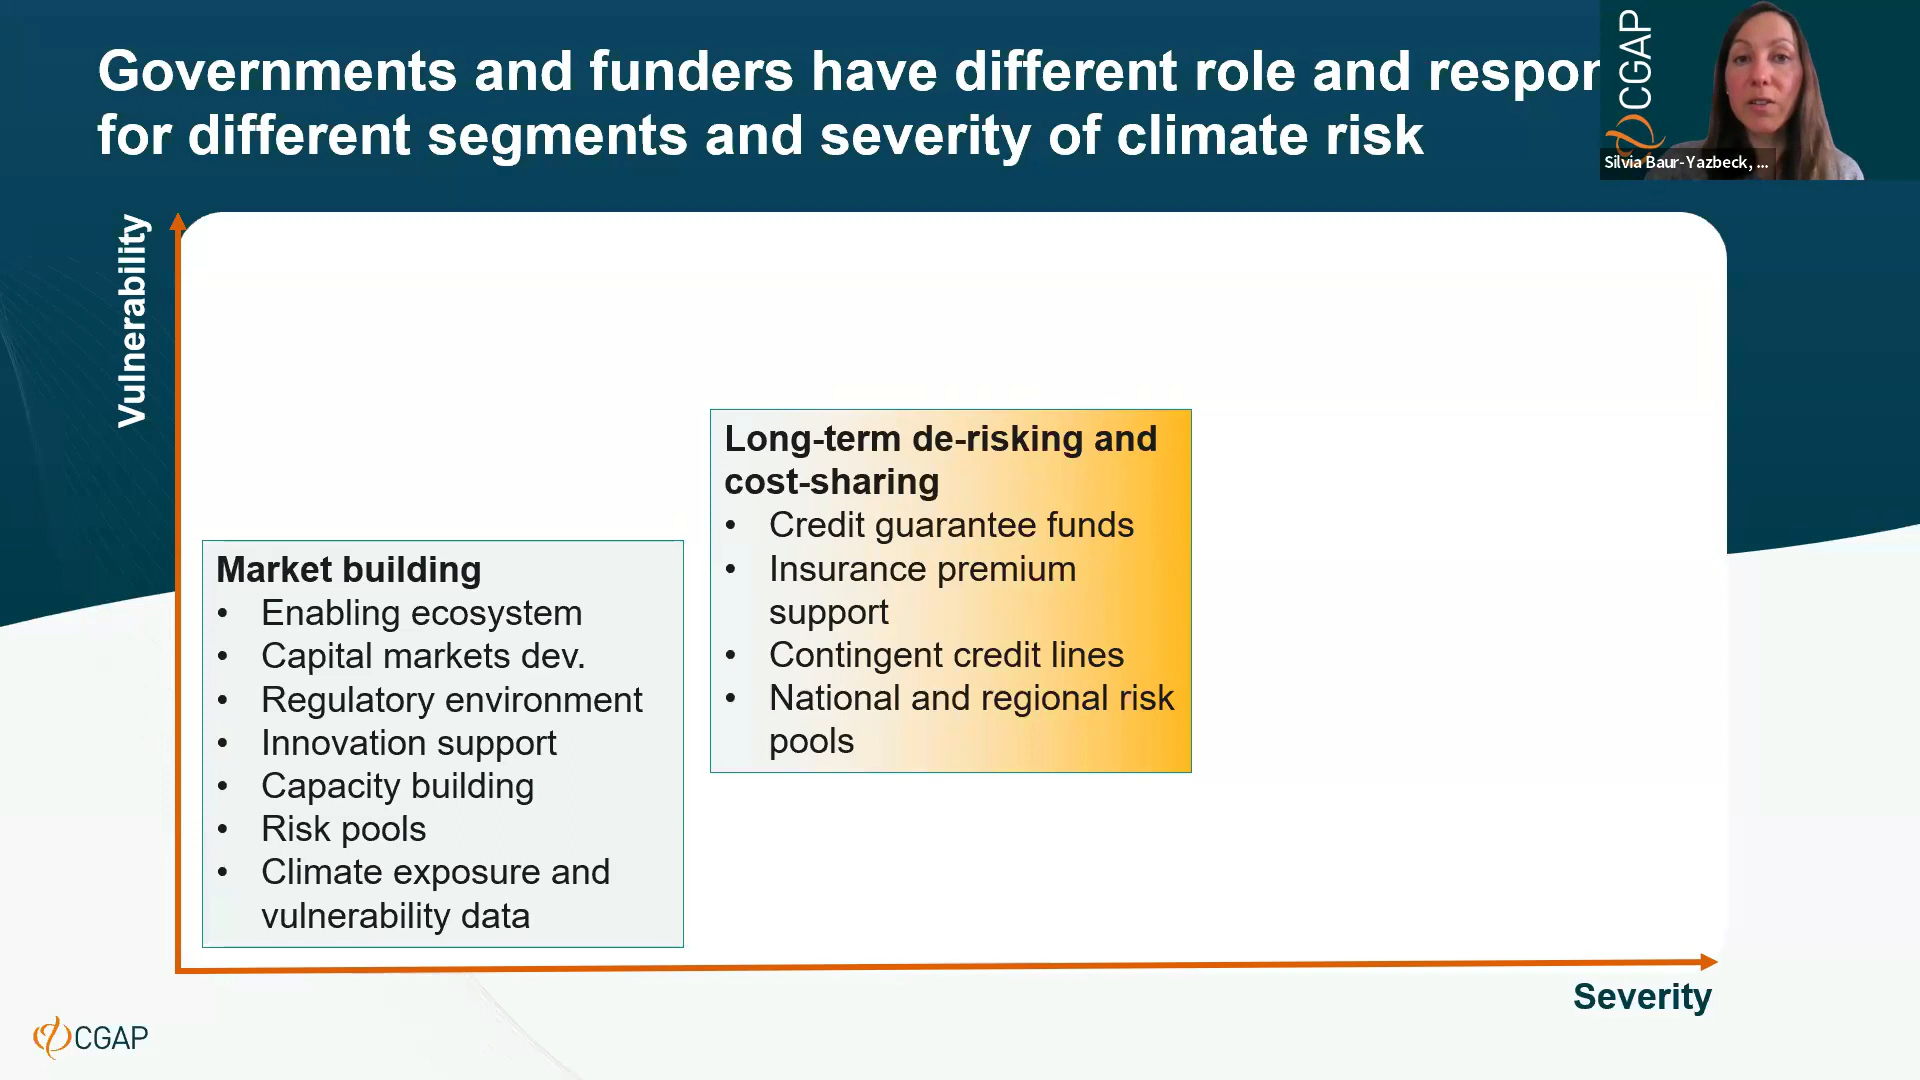 Governments and funders have different role and respon
for different segments and severity of climate risk
CGAP
Silvia Baur-Yazbeck, ...
Vulnerability
Long-term de-risking and
cost-sharing
• Credit guarantee funds
• Insurance premium
support
• Contingent credit lines
• National and regional risk
pools
Market building
• Enabling ecosystem
• Capital markets dev.
• Regulatory environment
• Innovation support
• Capacity building
• Risk pools
• Climate exposure and
vulnerability data
Severity
CGAP